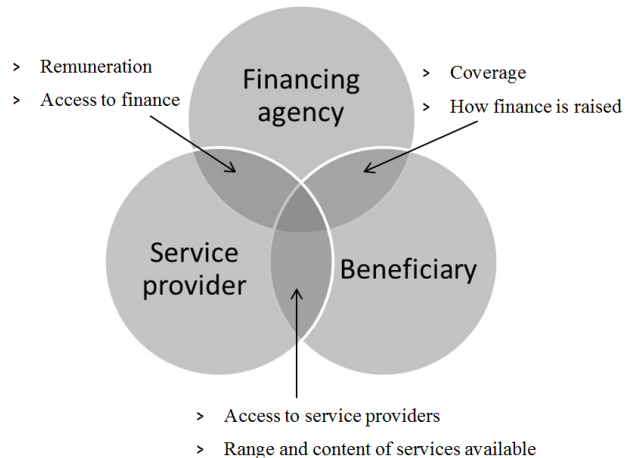 > Remuneration
> Access to finance
Financing
agency
> Coverage
> How finance is raised
Service
provider
Beneficiary
> Access to service providers
> Range and content of services available